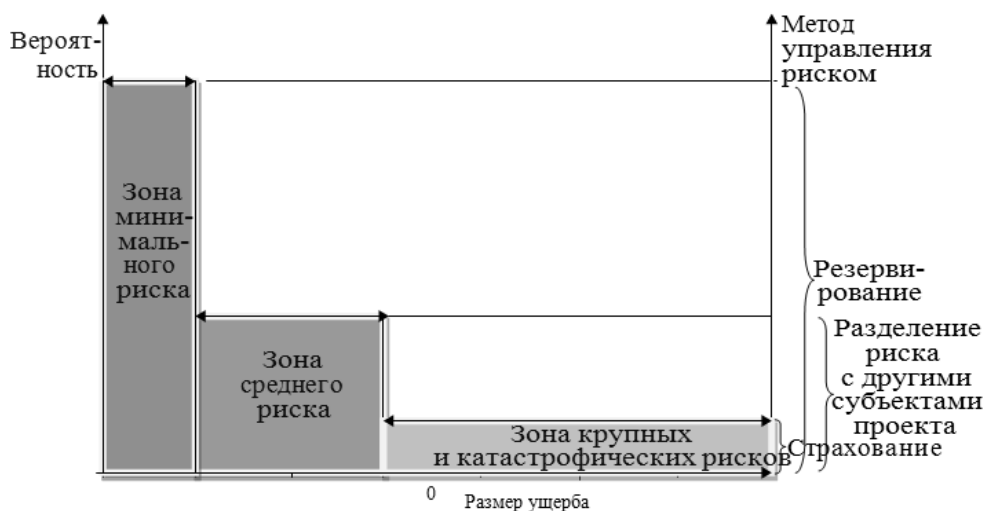 Вероят-
ность
Метод
управления
риском
Зона
мини-
маль-
ного
риска
Резерви-
рование
Зона
среднего
риска
Разделение
риска
с другими
субъектами
проекта
Зона крупных
и катастрофических рисков
Страхование
0
Размер ущерба